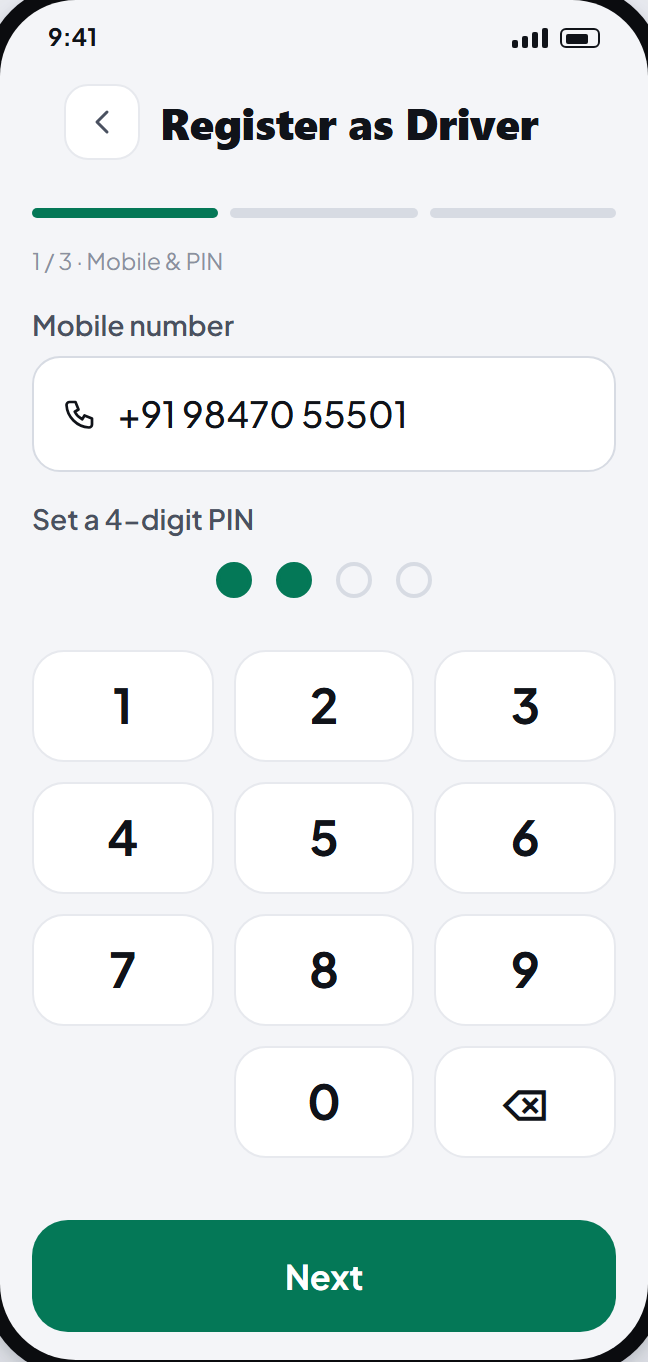 9:41
Register as Driver
1 / 3 · Mobile & PIN
Mobile number
+91 98470 55501
Set a 4-digit PIN
1 2 3
4 5 6
7 8 9
0
Next